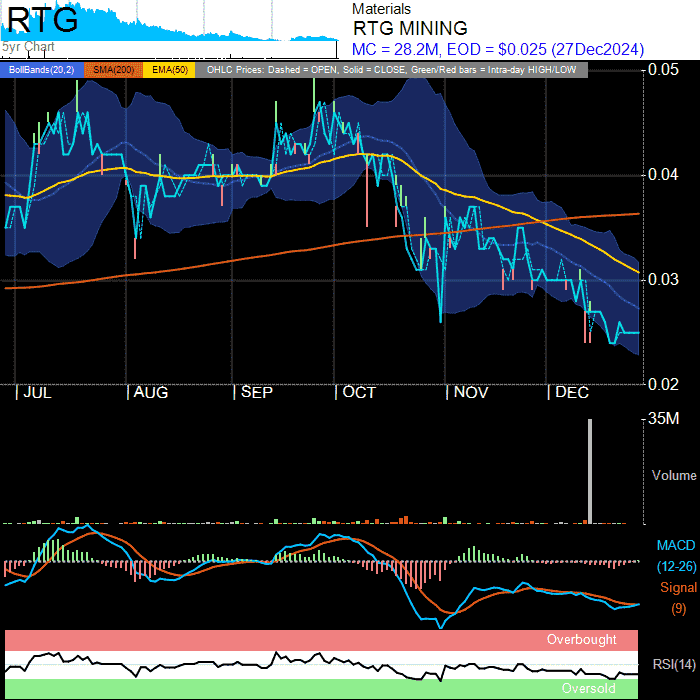 RTG
5yr Chart
Materials
RTG MINING
MC = 28.2M, EOD = $0.025 (27Dec2024)
BollBands(20,2) SMA(200) EMA(50) OHLC Prices: Dashed = OPEN, Solid = CLOSE, Green/Red bars = Intra-day HIGH/LOW
0.05
0.04
0.03
0.02
JUL AUG SEP OCT NOV DEC
35M
Volume
MACD
(12-26)
Signal
(9)
Overbought
RSI(14)
Oversold